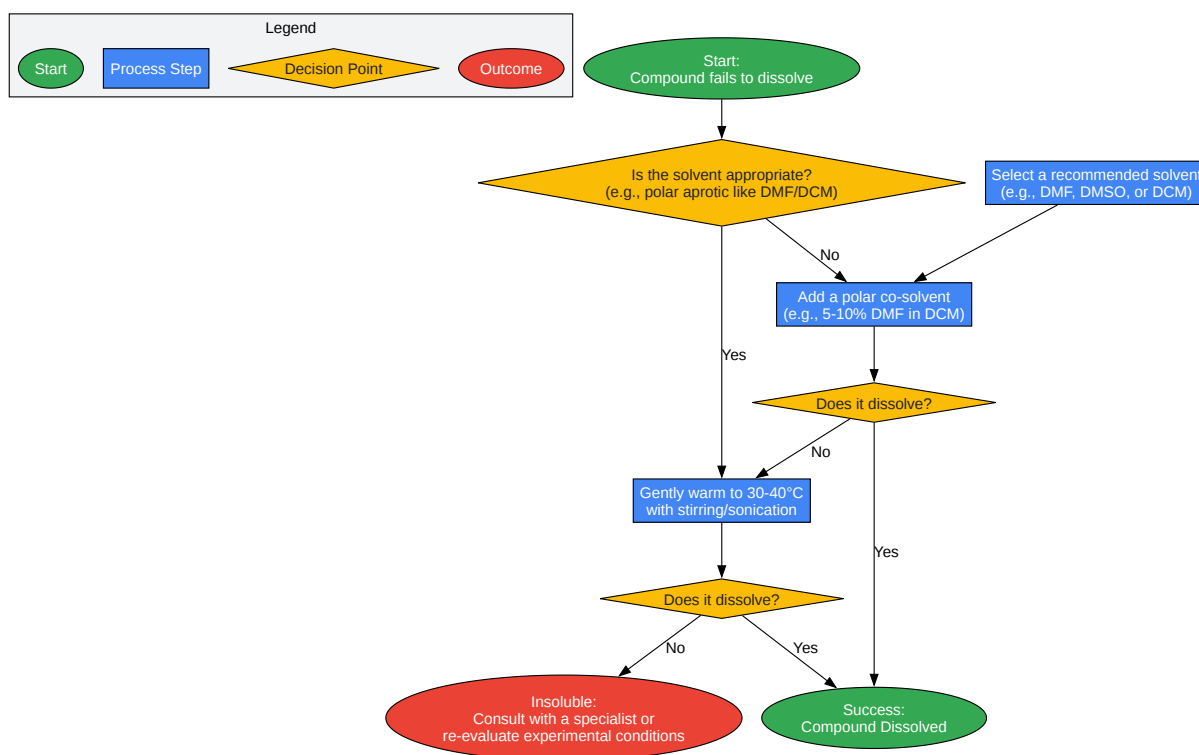 Legend
Start
Process Step
Decision Point
Outcome
Start:
Compound fails to dissolve
Is the solvent appropriate?
(e.g., polar aprotic like DMF/DCM)
Select a recommended solvent
(e.g., DMF, DMSO, or DCM)
No
Add a polar co-solvent
(e.g., 5-10% DMF in DCM)
Yes
Does it dissolve?
No
Gently warm to 30-40°C
with stirring/sonication
Yes
Does it dissolve?
No
Yes
Insoluble:
Consult with a specialist or
re-evaluate experimental conditions
Success:
Compound Dissolved